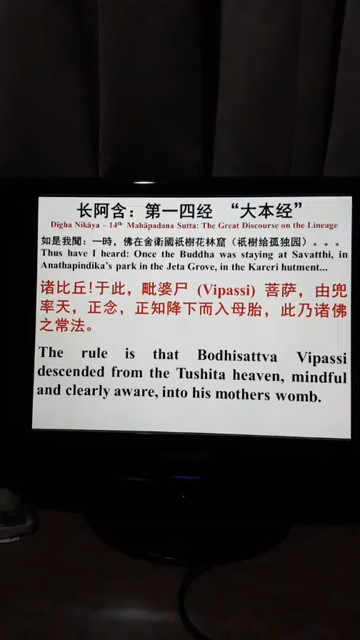 长阿含：第一四经 “大本经”
Digha Nikāya – 14th Mahāpadana Sutta: The Great Discourse on the Lineage
如是我聞：一時，佛在舍衛國祇樹花林窟（祇樹给孤独园）。。。
Thus have I heard: Once the Buddha was staying at Savatthi, in
Anathapindika's park in the Jeta Grove, in the Kareri hutment...
诸比丘!于此，毗婆尸 (Vipassi) 菩萨，由兜
率天，正念，正知降下而入母胎，此乃诸佛
之常法。
The rule is that Bodhisattva Vipassi
descended from the Tushita heaven, mindful
and clearly aware, into his mothers womb.